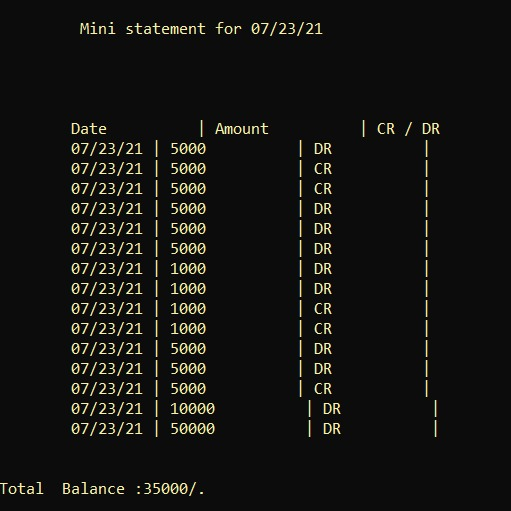 Mini statement for 07/23/21
Date | Amount | CR / DR
07/23/21 | 5000 | DR |
07/23/21 | 5000 | CR |
07/23/21 | 5000 | CR |
07/23/21 | 5000 | DR |
07/23/21 | 5000 | DR |
07/23/21 | 5000 | DR |
07/23/21 | 1000 | DR |
07/23/21 | 1000 | DR |
07/23/21 | 1000 | CR |
07/23/21 | 1000 | CR |
07/23/21 | 5000 | DR |
07/23/21 | 5000 | DR |
07/23/21 | 5000 | CR |
07/23/21 | 10000 | DR |
07/23/21 | 50000 | DR |
Total Balance :35000/.